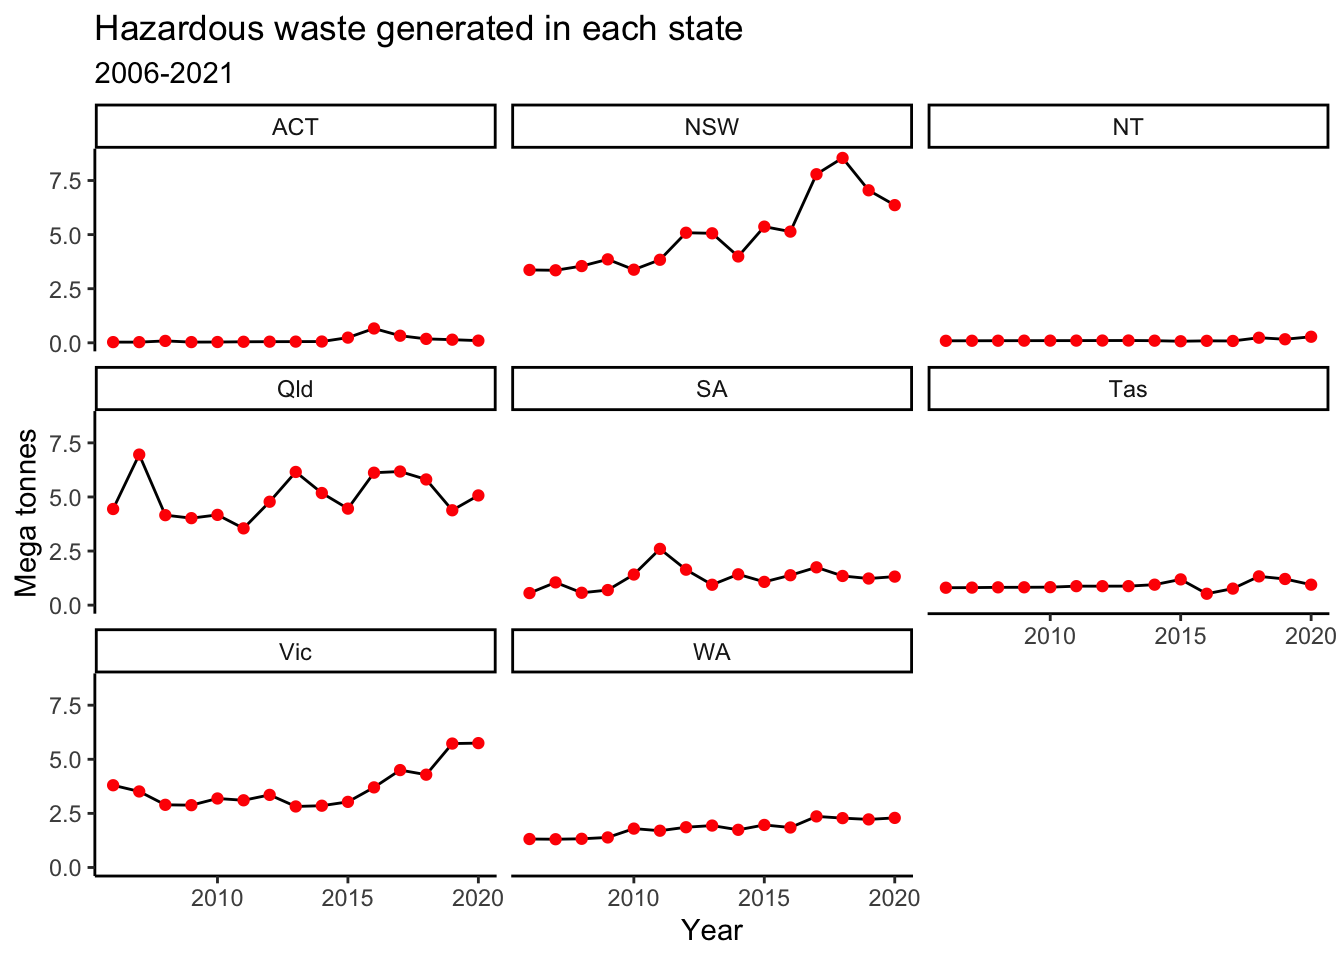 Hazardous waste generated in each state
2006-2021
ACT
NSW
NT
7.5
5.0
2.5
0.0
Qld
SA
Tas
Mega tonnes
7.5
5.0
2.5
0.0
2010
2015
2020
Vic
WA
7.5
5.0
2.5
0.0
2010
2015
2020
2010
2015
2020
Year